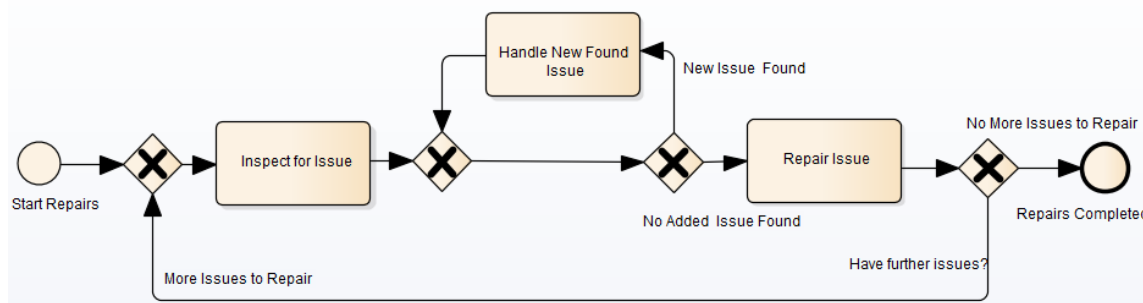 Handle New Found
Issue
New Issue  Found
No More Issues to Repair
Inspect for Issue
Repair Issue
Start Repairs
No Added  Issue Found
Repairs Completed
Have further issues?
More Issues to Repair